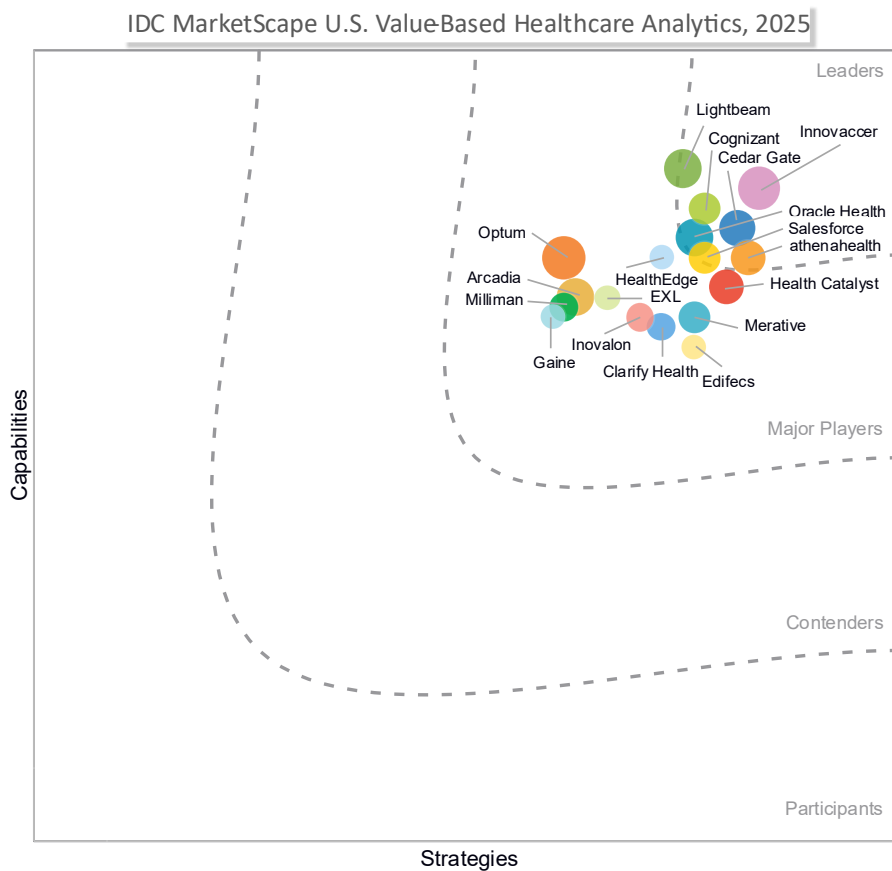 IDC MarketScape U.S. Value-Based Healthcare Analytics, 2025
Leaders
Lightbeam
Innovaccer
Cognizant
Cedar Gate
Oracle Health
Salesforce
Optum
athenahealth
Arcadia
HealthEdge
Health Catalyst
Milliman
EXL
Merative
Inovalon
Gaine
Clarify Health
Edifecs
Major Players
Capabilities
Contenders
Participants
Strategies